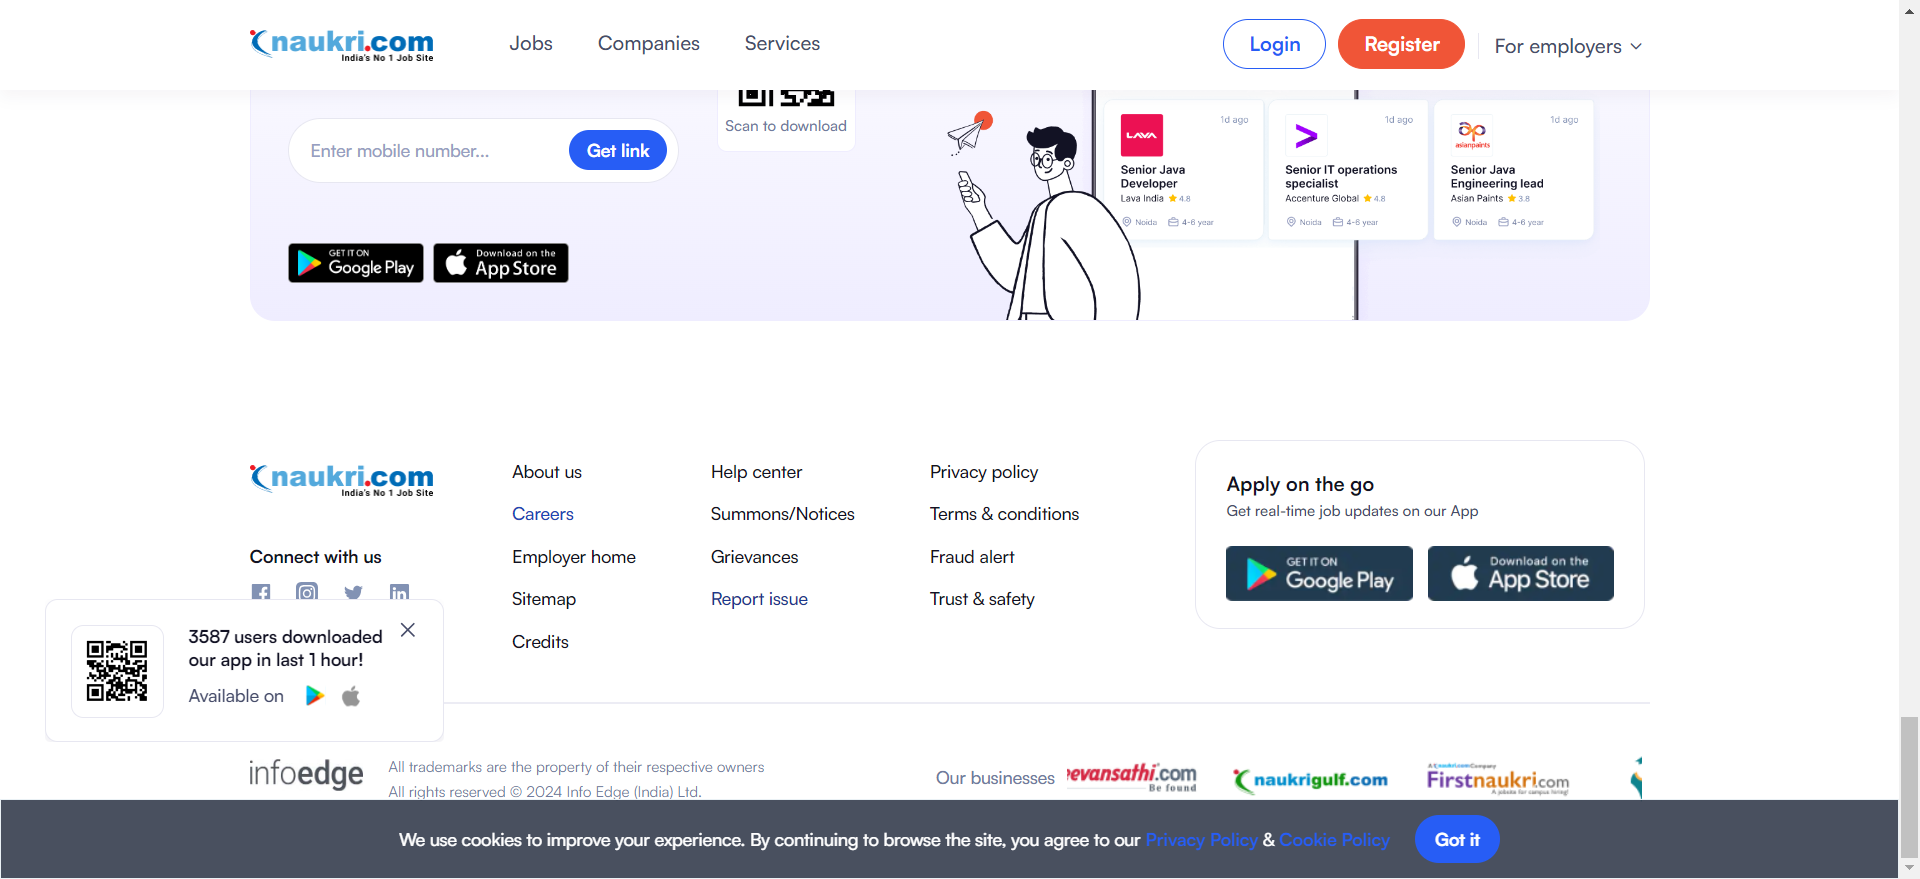 naukri.com
India's No 1 Job Site
Jobs
Companies
Services
Login
Register
For employers
Enter mobile number...
Get link
Scan to download
GET IT ON
Google Play
Download on the
App Store
LAVA
1d ago
Senior Java
Developer
Lava India 4.8
Noida 4-6 year
1d ago
Senior IT operations
specialist
Accenture Global 4.8
Noida 4-6 year
asianpaints
1d ago
Senior Java
Engineering lead
Asian Paints 3.8
Noida 4-6 year
naukri.com
India's No 1 Job Site
Connect with us
About us
Careers
Employer home
Sitemap
Credits
Help center
Summons/Notices
Grievances
Report issue
Privacy policy
Terms & conditions
Fraud alert
Trust & safety
Apply on the go
Get real-time job updates on our App
GET IT ON
Google Play
Download on the
App Store
3587 users downloaded
our app in last 1 hour!
Available on
infoedge
All trademarks are the property of their respective owners
All rights reserved © 2024 Info Edge (India) Ltd.
Our businesses
evansathi.com
Be found
naukrigulf.com
A naukri.com Company
Firstnaukri.com
A jobsite for campus hiring!
We use cookies to improve your experience. By continuing to browse the site, you agree to our Privacy Policy & Cookie Policy
Got it